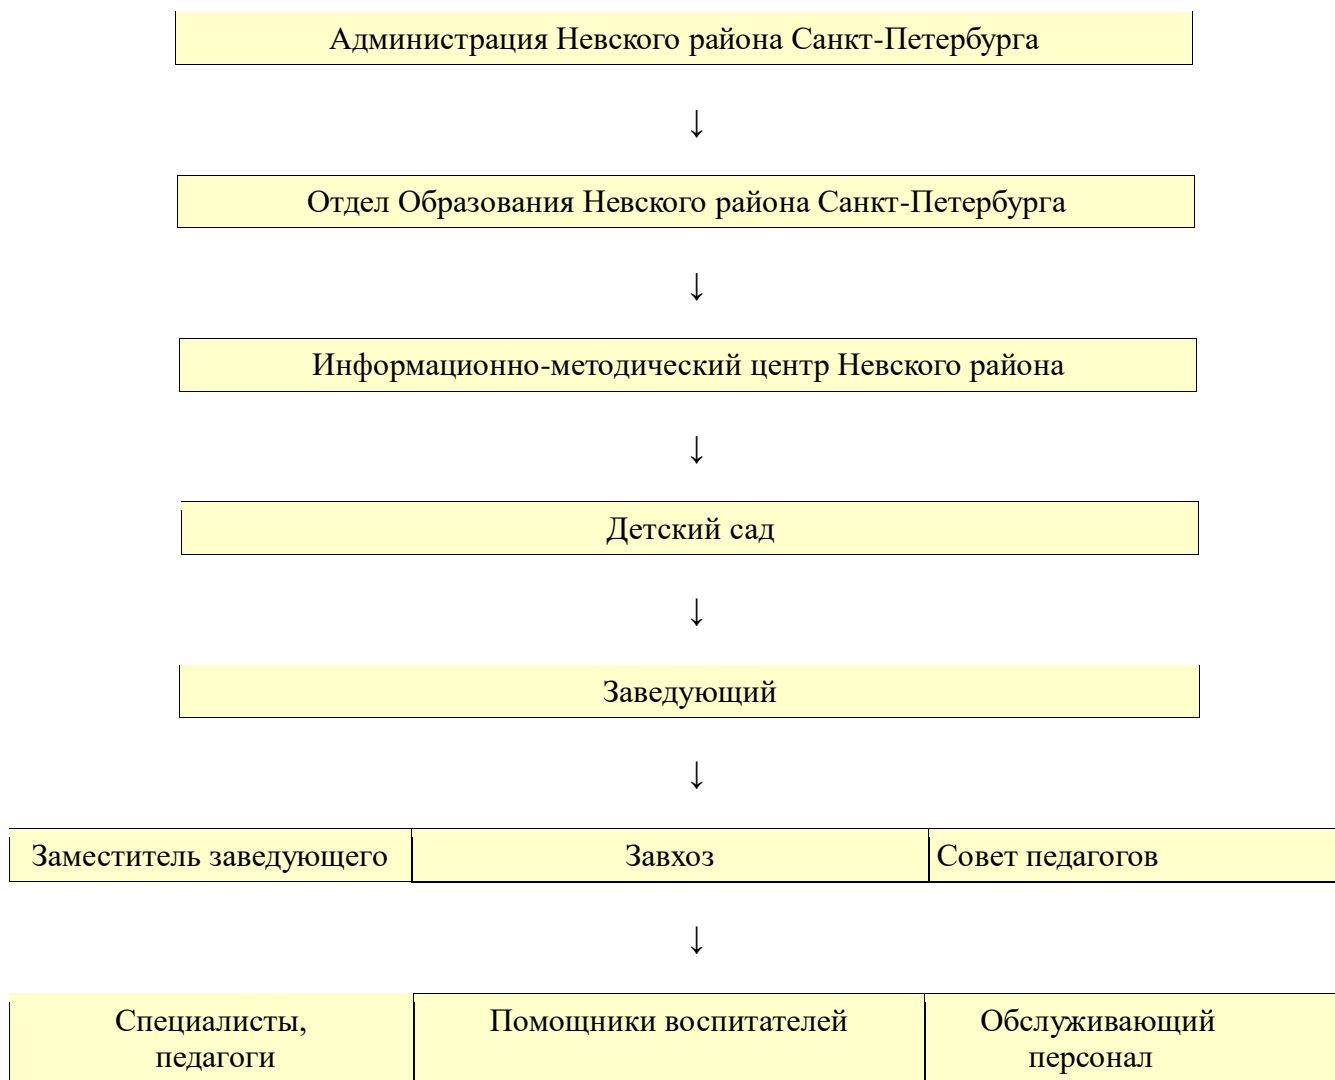 Администрация Невского района Санкт-Петербурга
↓
Отдел Образования Невского района Санкт-Петербурга
↓
Информационно-методический центр Невского района
↓
Детский сад
↓
Заведующий
↓
Заместитель заведующего Завхоз Совет педагогов
↓
Специалисты,
педагоги
Помощники воспитателей
Обслуживающий
персонал